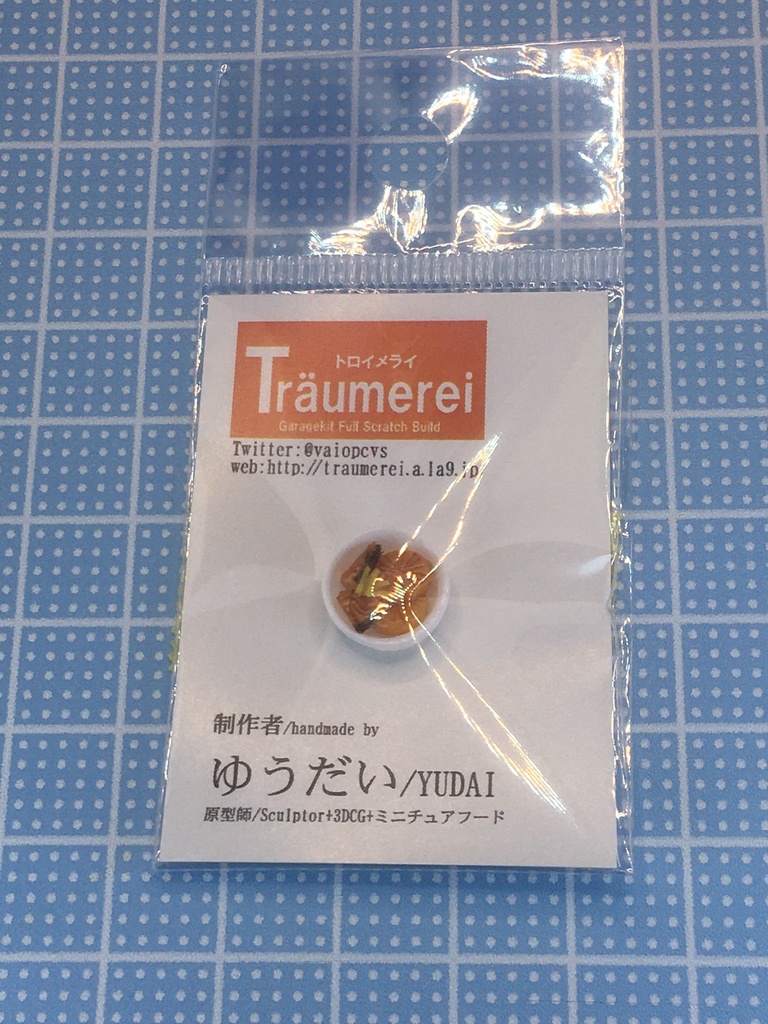 トロイメライ
Träumerei
Garagekit Full Scratch Build
Twitter:@vaiopcvs
web:http://traumerei.a.la9.jp
制作者/handmade by
ゆうだい/YUDAI
原型師/Sculptor+3DCG+ミニチュアフード